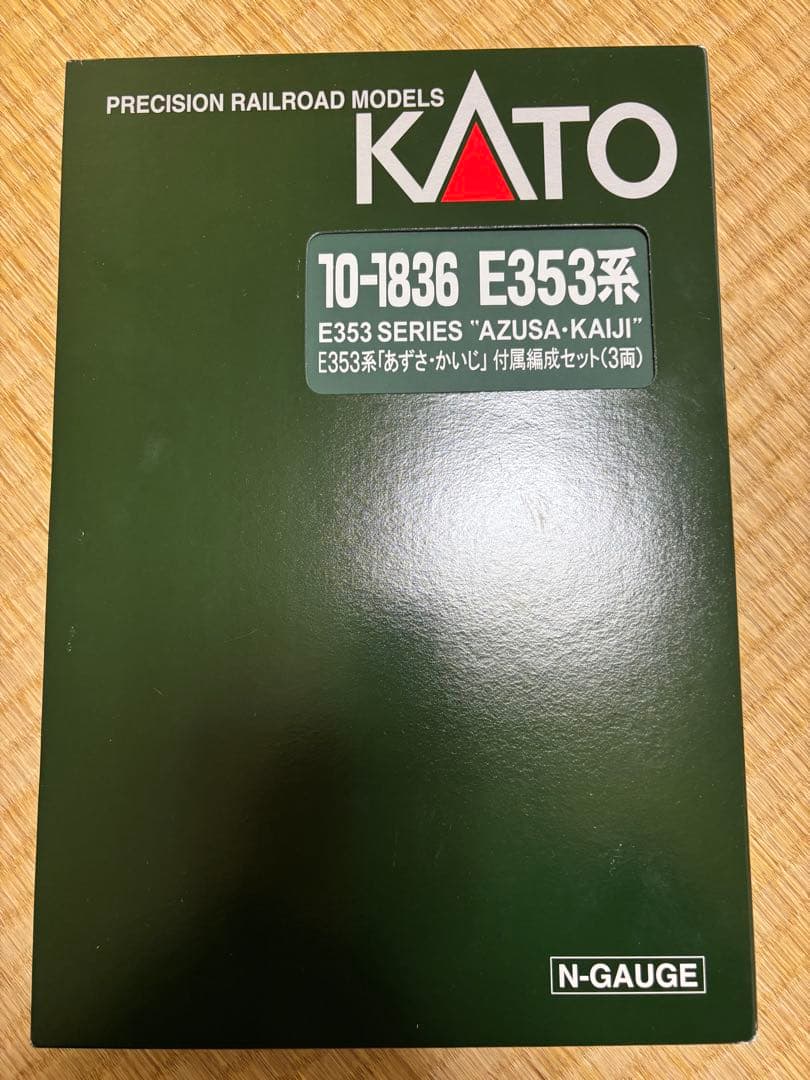 PRECISION RAILROAD MODELS
KATO
10-1836 E353系
E353 SERIES "AZUSA・KAIJI"
E353系「あずさ・かいじ」付属編成セット(3両)
N-GAUGE